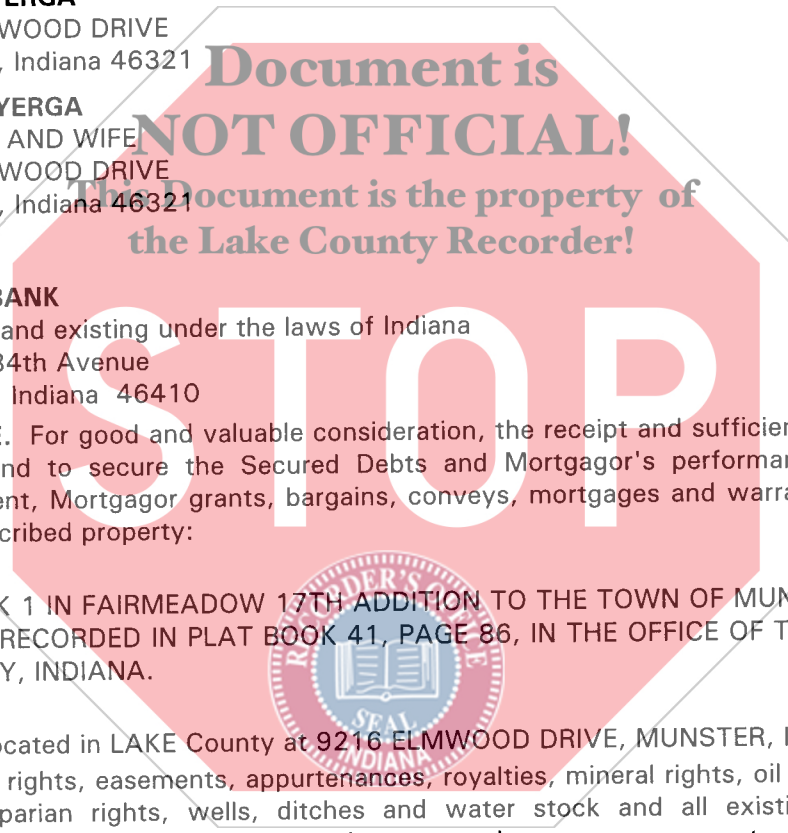 YERGA
WOOD DRIVE
, Indiana 46321
Document is
YERGA
NOT OFFICIAL!
AND WIFE
WOOD DRIVE
This Document is the property of
, Indiana 46321
the Lake County Recorder!
BANK
and existing under the laws of Indiana
34th Avenue
Indiana 46410
STOP
E. For good and valuable consideration, the receipt and sufficien
nd to secure the Secured Debts and Mortgagor's performan
ent, Mortgagor grants, bargains, conveys, mortgages and warra
cribed property:
RECORDER'S OFFICE
K 1 IN FAIRMEADOW 17TH ADDITION TO THE TOWN OF MUN
RECORDED IN PLAT BOOK 41, PAGE 86, IN THE OFFICE OF T
Y, INDIANA.
SEAL
INDIANA
ocated in LAKE County at 9216 ELMWOOD DRIVE, MUNSTER, I
rights, easements, appurtenances, royalties, mineral rights, oil
parian rights, wells, ditches and water stock and all existi